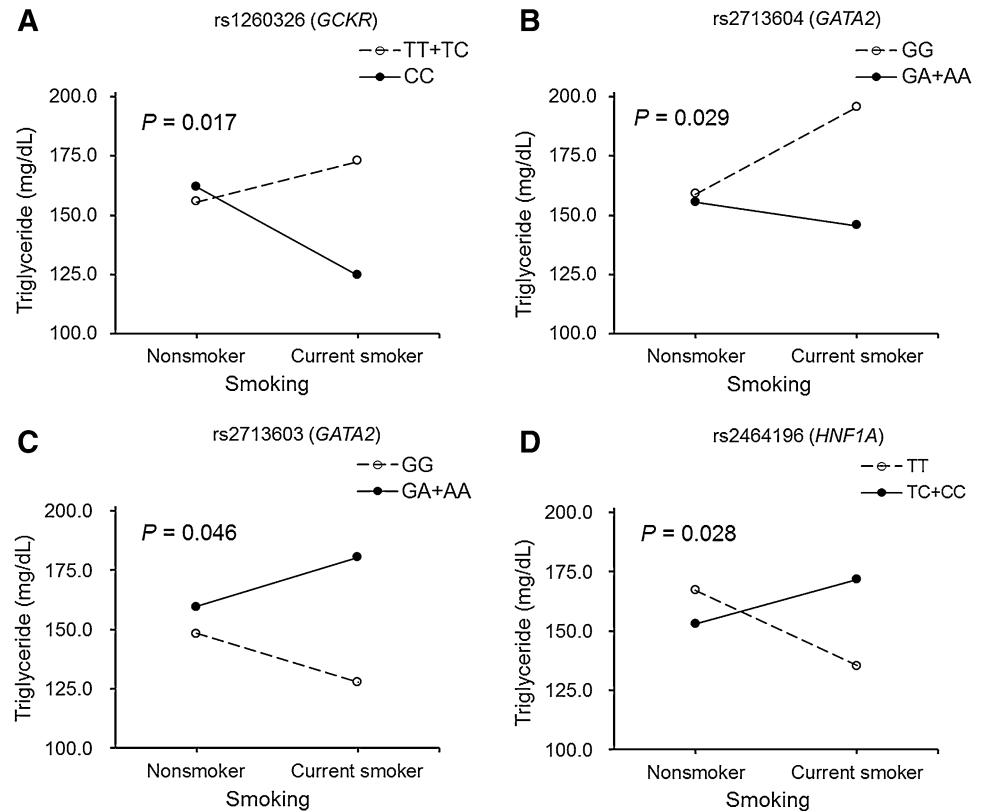 A
rs1260326 (GCKR)
TT+TC
CC
P = 0.017
Triglyceride (mg/dL)
200.0
175.0
150.0
125.0
100.0
Nonsmoker Current smoker
Smoking
B
rs2713604 (GATA2)
GG
GA+AA
P = 0.029
Triglyceride (mg/dL)
200.0
175.0
150.0
125.0
100.0
Nonsmoker Current smoker
Smoking
C
rs2713603 (GATA2)
GG
GA+AA
P = 0.046
Triglyceride (mg/dL)
200.0
175.0
150.0
125.0
100.0
Nonsmoker Current smoker
Smoking
D
rs2464196 (HNF1A)
TT
TC+CC
P = 0.028
Triglyceride (mg/dL)
200.0
175.0
150.0
125.0
100.0
Nonsmoker Current smoker
Smoking